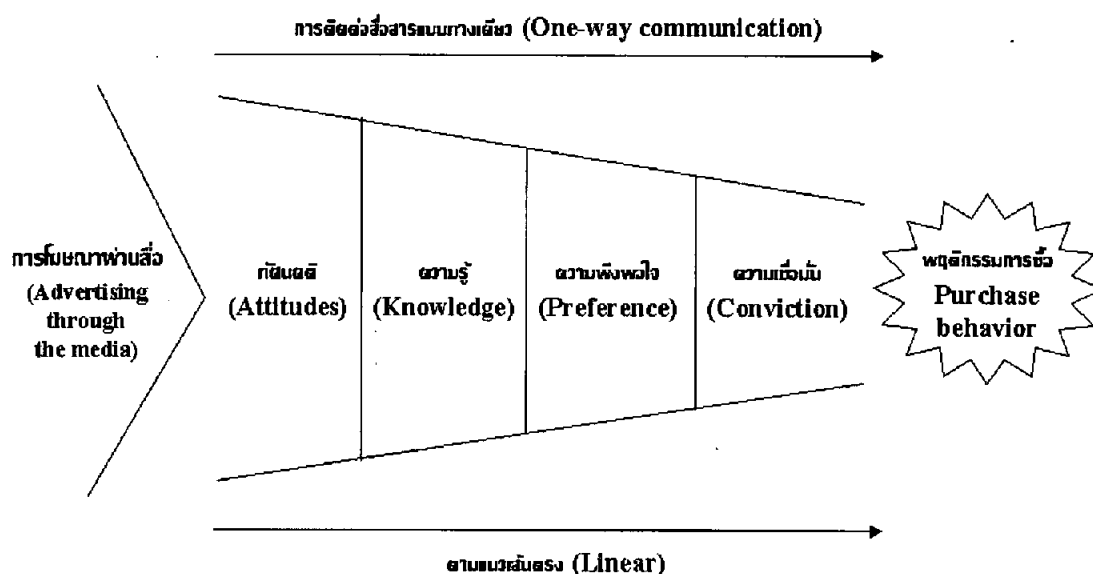 การติดต่อสื่อสารแบบทางเดียว (One-way communication)
การโฆษณาผ่านสื่อ
(Advertising
through
the media)
ทัศนคติ
(Attitudes)
ความรู้
(Knowledge)
ความพึงพอใจ
(Preference)
ความเชื่อมั่น
(Conviction)
พฤติกรรมการซื้อ
Purchase
behavior
ตามแนวเส้นตรง (Linear)